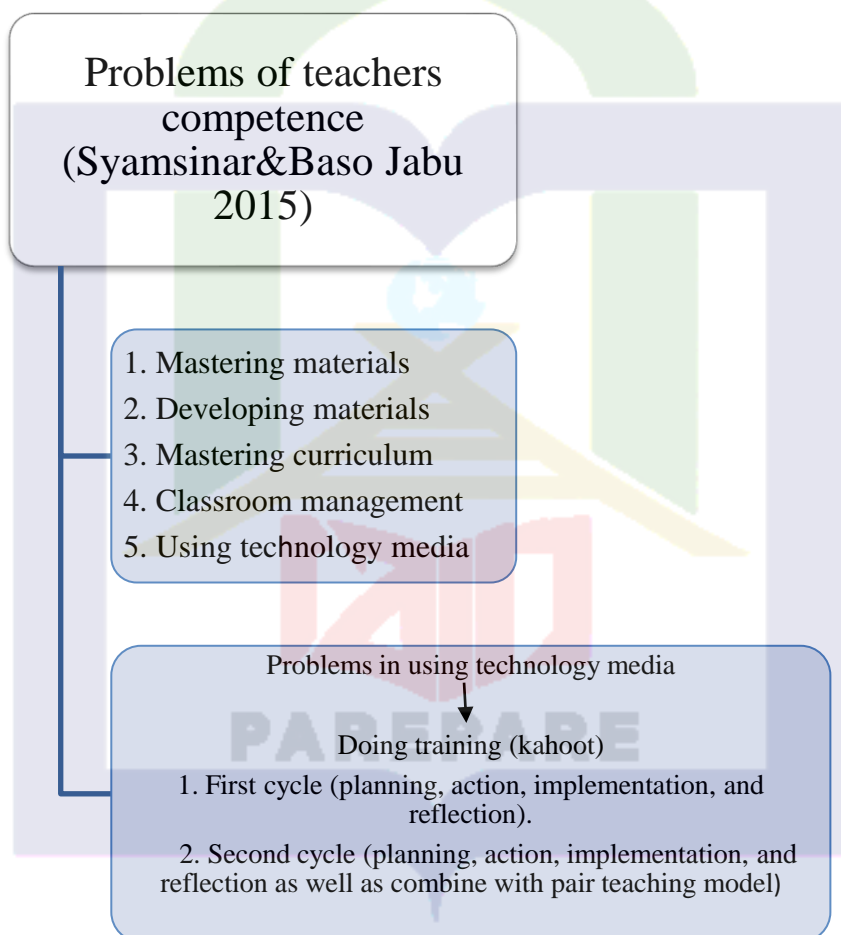 Problems of teachers
competence
(Syamsinar&Baso Jabu
2015)
1. Mastering materials
2. Developing materials
3. Mastering curriculum
4. Classroom management
5. Using technology media
Problems in using technology media
Doing training (kahoot)
1. First cycle (planning, action, implementation, and
reflection).
2. Second cycle (planning, action, implementation, and
reflection as well as combine with pair teaching model)
PAREPARE